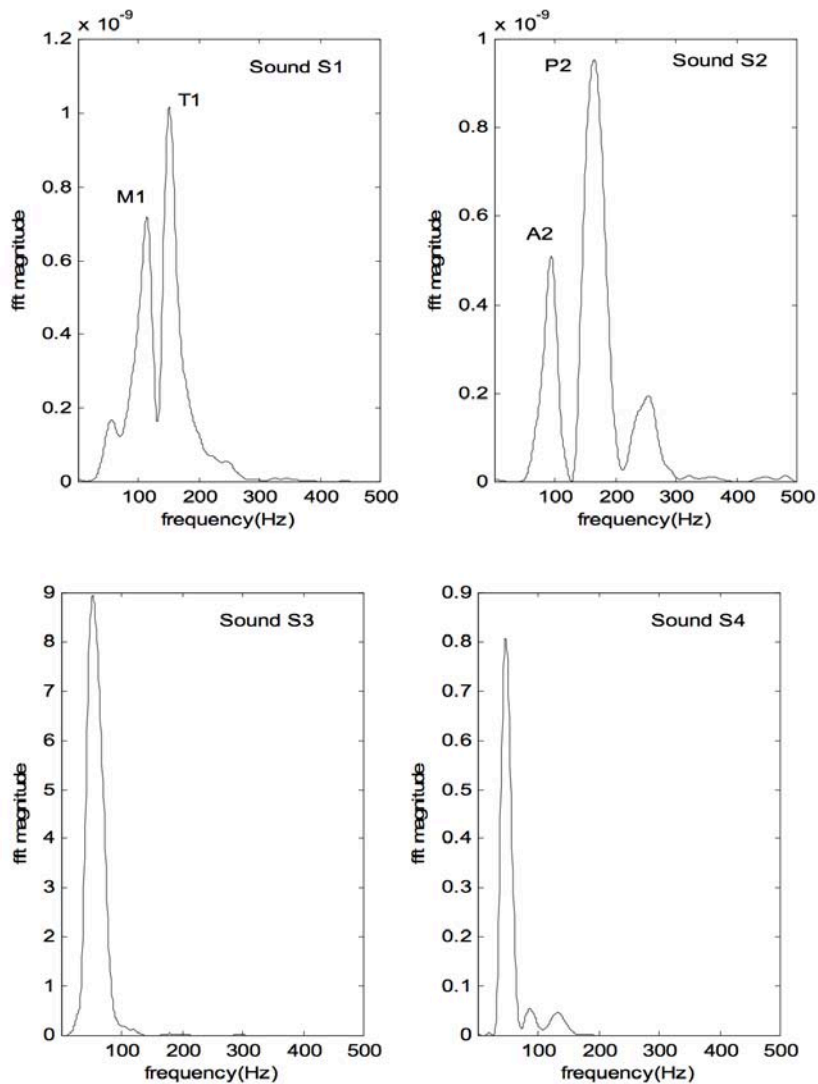 x 10⁻⁹
1.2
1
0.8
0.6
0.4
0.2
0
100 200 300 400 500
frequency(Hz)
fft magnitude
Sound S1
M1
T1
x 10⁻⁹
1
0.8
0.6
0.4
0.2
0
100 200 300 400 500
frequency(Hz)
fft magnitude
Sound S2
A2
P2
9
8
7
6
5
4
3
2
1
0
100 200 300 400 500
frequency(Hz)
fft magnitude
Sound S3
0.9
0.8
0.7
0.6
0.5
0.4
0.3
0.2
0.1
0
100 200 300 400 500
frequency(Hz)
fft magnitude
Sound S4